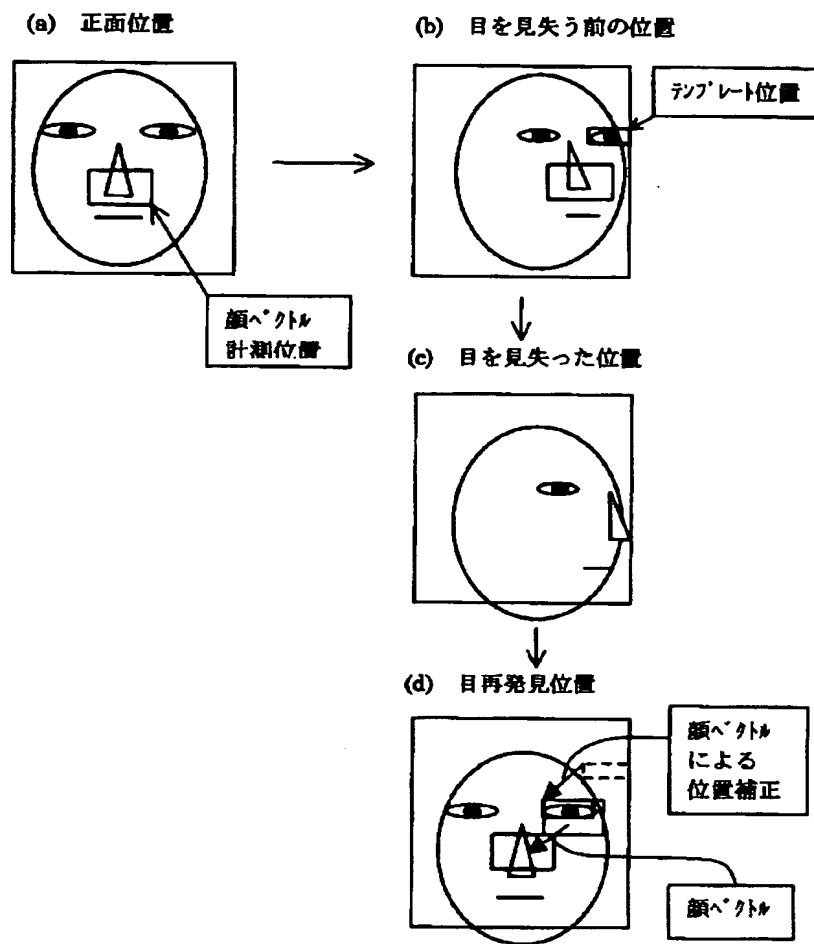 (a) 正面位置
(b) 目を見失う前の位置
テンプレート位置
顔ベクトル
計測位置
(c) 目を見失った位置
(d) 目再発見位置
顔ベクトル
による
位置補正
顔ベクトル